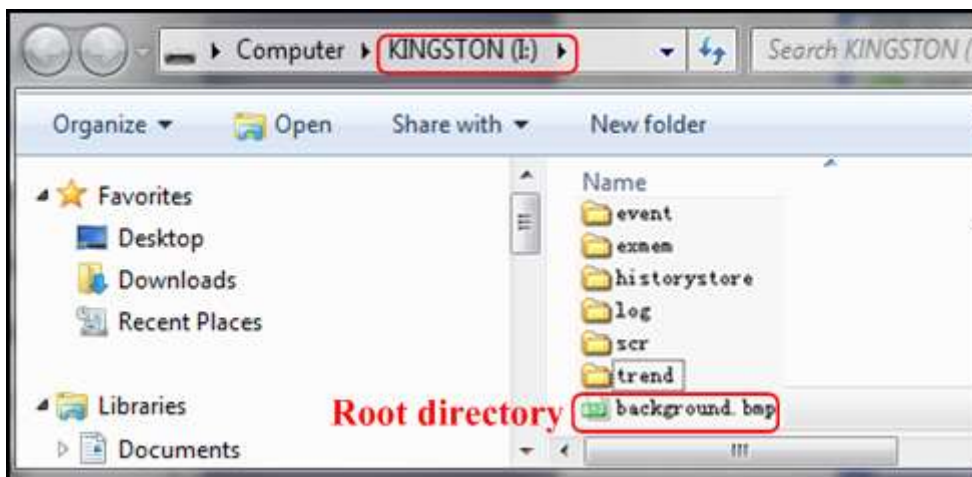 Computer KINGSTON (I:) Search KINGSTON (
Organize Open Share with New folder
Favorites
Desktop
Downloads
Recent Places
Libraries
Documents
Name
event
exmem
historystore
log
scr
trend
Root directory background.bmp